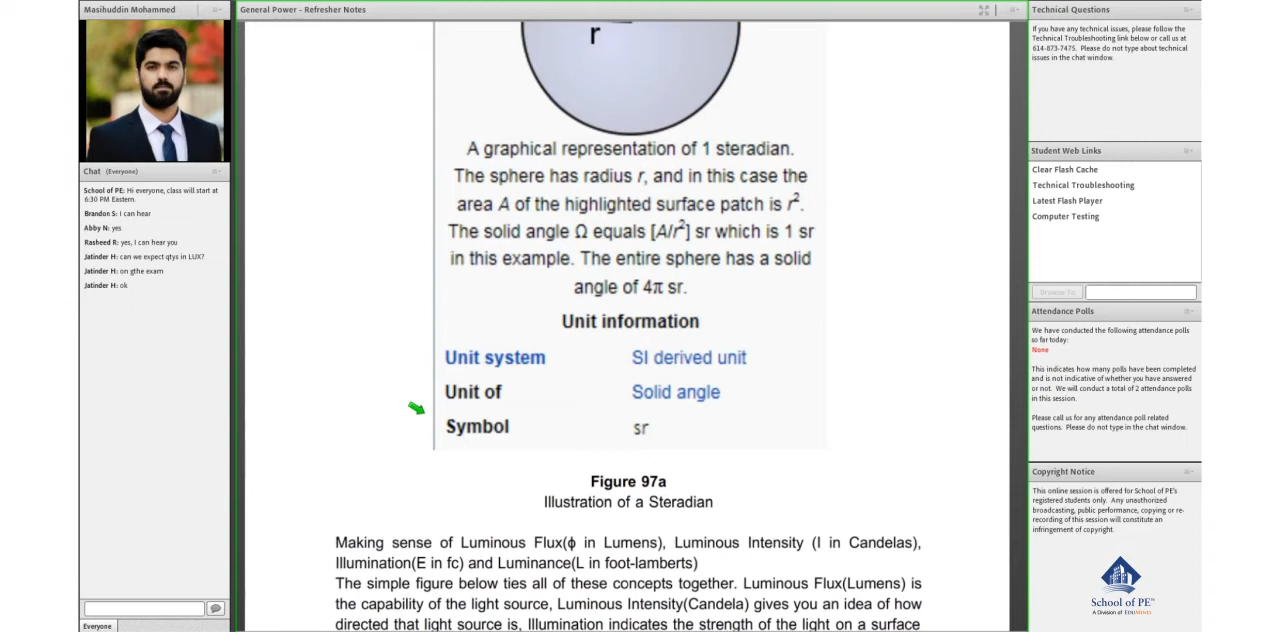 Masihuddin Mohammed
Chat (Everyone)
School of PE: Hi everyone, class will start at
6:30 PM Eastern.
Brandon S: I can hear
Abby N: yes
Rasheed R: yes, I can hear you
Jatinder H: can we expect qtys in LUX?
Jatinder H: on gthe exam
Jatinder H: ok
Everyone
General Power - Refresher Notes
r
A graphical representation of 1 steradian.
The sphere has radius r, and in this case the
area A of the highlighted surface patch is r².
The solid angle Ω equals [A/r²] sr which is 1 sr
in this example. The entire sphere has a solid
angle of 4π sr.
Unit information
Unit system SI derived unit
Unit of Solid angle
Symbol sr
Figure 97a
Illustration of a Steradian
Making sense of Luminous Flux(ϕ in Lumens), Luminous Intensity (I in Candelas),
Illumination(E in fc) and Luminance(L in foot-lamberts)
The simple figure below ties all of these concepts together. Luminous Flux(Lumens) is
the capability of the light source, Luminous Intensity(Candela) gives you an idea of how
directed that light source is, Illumination indicates the strength of the light on a surface
Technical Questions
If you have any technical issues, please follow the
Technical Troubleshooting link below or call us at
614-873-7475. Please do not type about technical
issues in the chat window.
Student Web Links
Clear Flash Cache
Technical Troubleshooting
Latest Flash Player
Computer Testing
Browse To
Attendance Polls
We have conducted the following attendance polls
so far today:
None
This indicates how many polls have been completed
and is not indicative of whether you have answered
or not. We will conduct a total of 2 attendance polls
in this session.
Please call us for any attendance poll related
questions. Please do not type in the chat window.
Copyright Notice
This online session is offered for School of PE's
registered students only. Any unauthorized
broadcasting, public performance, copying or re-
recording of this session will constitute an
infringement of copyright.
School of PE™
A Division of EDUMINDS